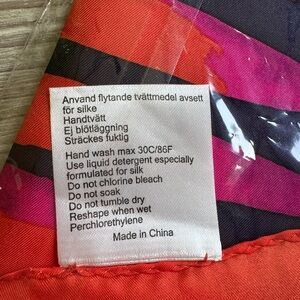 Använd flytande tvättmedel avsett
för silke
Handtvätt
Ej blötläggning
Sträckes fuktig
Hand wash max 30C/86F
Use liquid detergent especially
formulated for silk
Do not chlorine bleach
Do not soak
Do not tumble dry
Reshape when wet
Perchlorethylene
Made in China